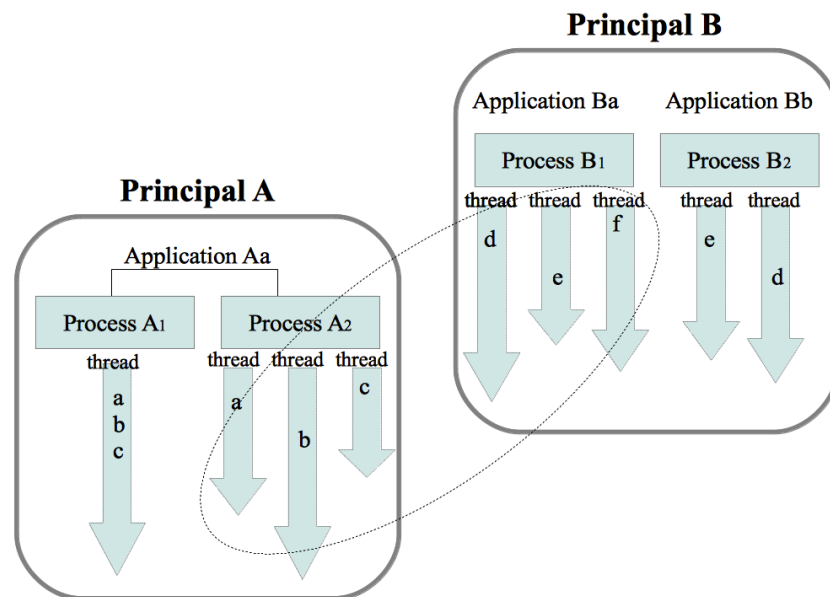 Principal B
Application Ba Application Bb
Process B1 Process B2
thread thread thread thread thread
d e f e d
Principal A
Application Aa
Process A1 Process A2
thread thread thread thread
a
b
c
a b c